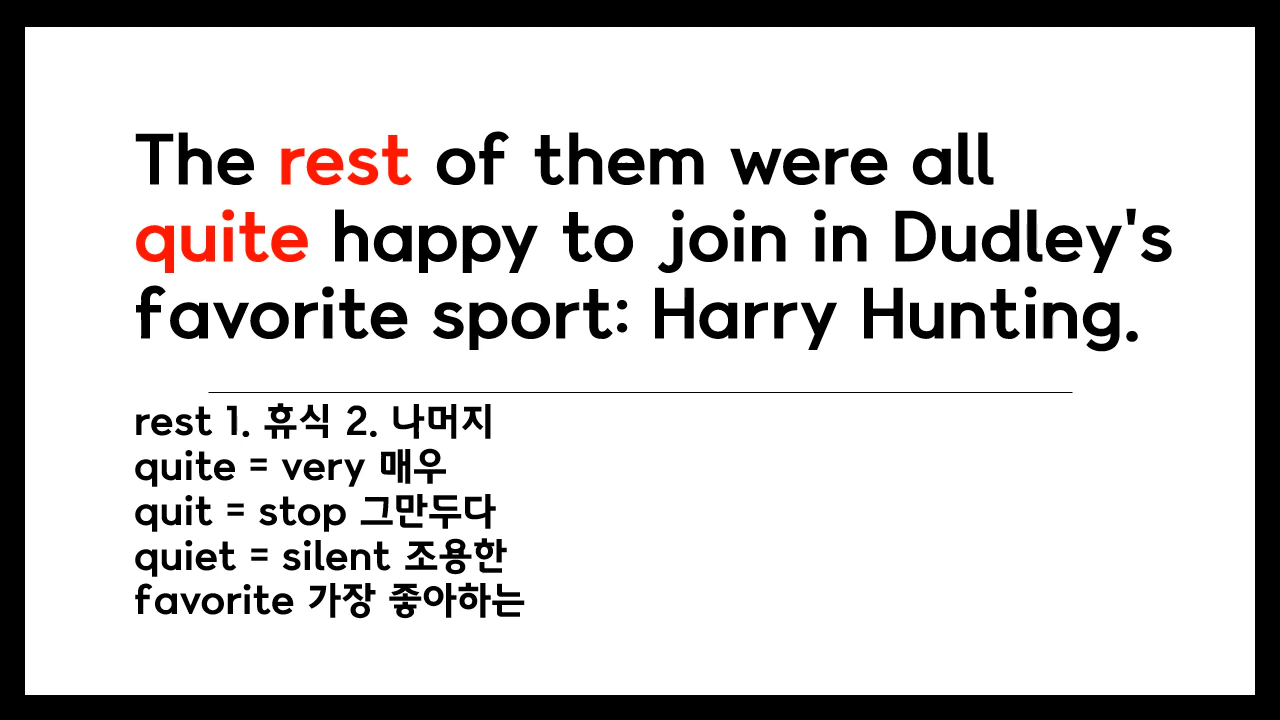 The rest of them were all
quite happy to join in Dudley's
favorite sport: Harry Hunting.
rest 1. 휴식 2. 나머지
quite = very 매우
quit = stop 그만두다
quiet = silent 조용한
favorite 가장 좋아하는